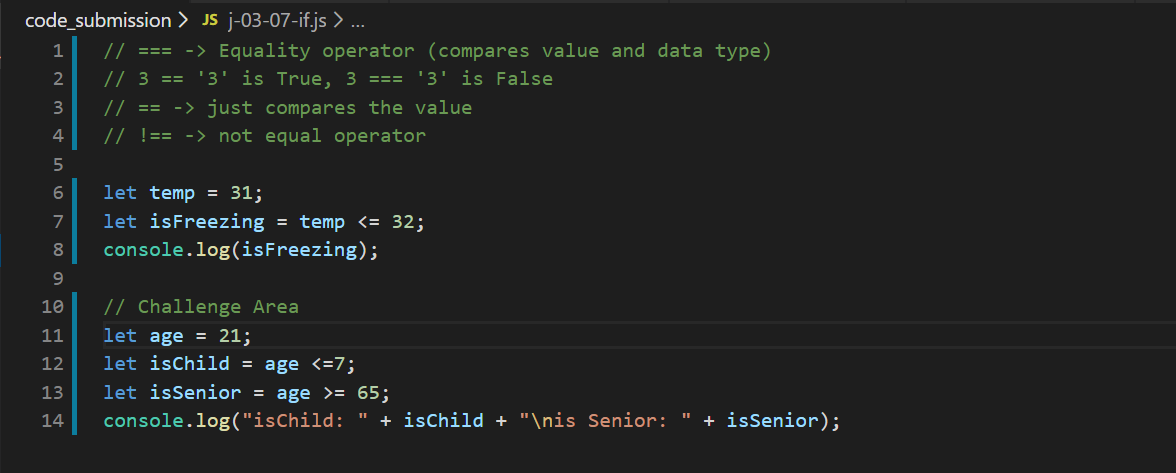 code_submission > JS j-03-07-if.js > ...
1 // === -> Equality operator (compares value and data type)
2 // 3 == '3' is True, 3 === '3' is False
3 // == -> just compares the value
4 // !== -> not equal operator
5
6 let temp = 31;
7 let isFreezing = temp <= 32;
8 console.log(isFreezing);
9
10 // Challenge Area
11 let age = 21;
12 let isChild = age <=7;
13 let isSenior = age >= 65;
14 console.log("isChild: " + isChild + "\nis Senior: " + isSenior);